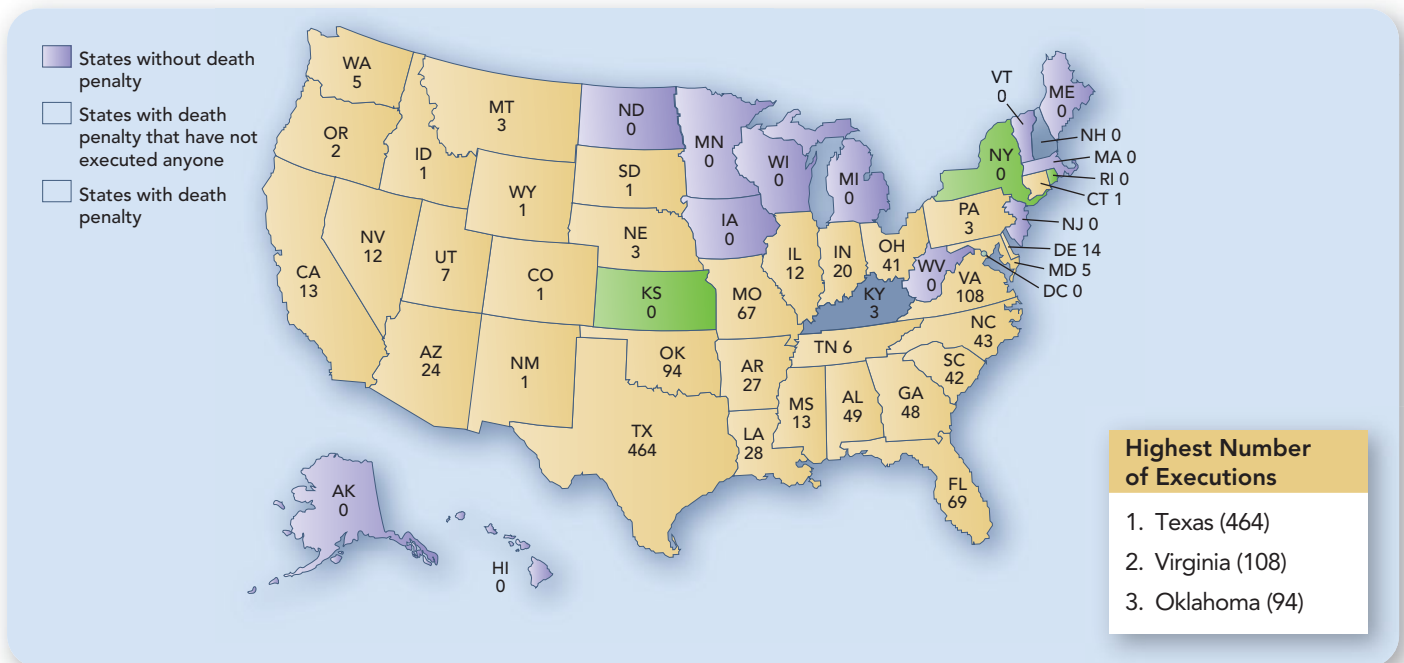 States without death
penalty
States with death
penalty that have not
executed anyone
States with death
penalty
WA
5
OR
2
CA
13
ID
1
NV
12
MT
3
WY
1
UT
7
AZ
24
CO
1
NM
1
ND
0
SD
1
NE
3
KS
0
OK
94
TX
464
MN
0
IA
0
MO
67
AR
27
LA
28
WI
0
IL
12
MI
0
IN
20
OH
41
KY
3
TN 6
MS
13
AL
49
GA
48
FL
69
SC
42
NC
43
VA
108
WV
0
PA
3
NY
0
VT
0
ME
0
NH 0
MA 0
RI 0
CT 1
NJ 0
DE 14
MD 5
DC 0
AK
0
HI
0
Highest Number
of Executions
1. Texas (464)
2. Virginia (108)
3. Oklahoma (94)